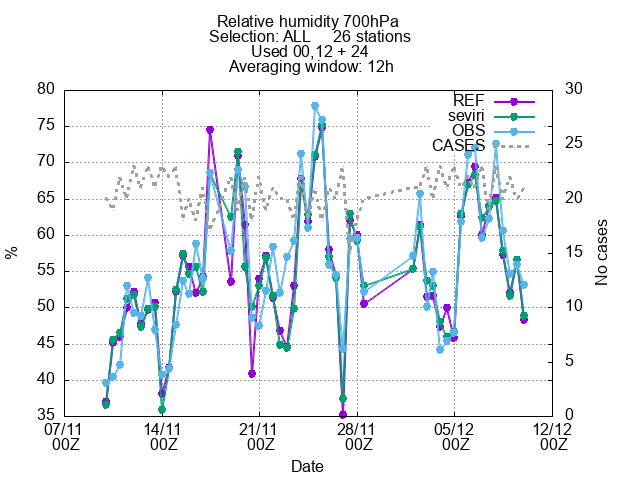 Relative humidity 700hPa
Selection: ALL 26 stations
Used 00,12 + 24
Averaging window: 12h
80
75
70
65
60
55
50
45
40
35
%
30
25
20
15
10
5
0
No cases
REF
seviri
OBS
CASES
07/11 14/11 21/11 28/11 05/12 12/12
00Z 00Z 00Z 00Z 00Z 00Z
Date